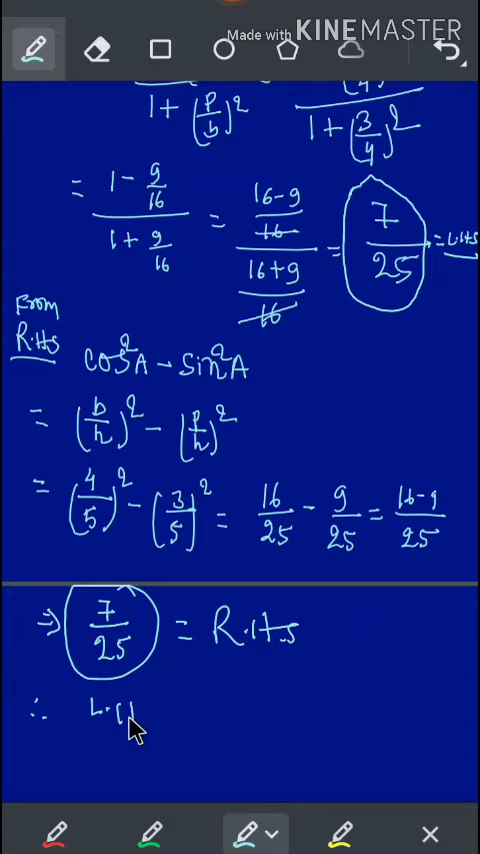 Made with KINEMASTER
1 + (p/b)² 1 + (3/4)²
= (1 - 9/16)/(1 + 9/16) = ((16-9)/16)/((16+9)/16) = 7/25 = L.H.S
From
R.H.S
cos²A - sin²A
= (b/h)² - (p/h)²
= (4/5)² - (3/5)² = 16/25 - 9/25 = (16-9)/25
⇒ 7/25 = R.H.S
∴ L.